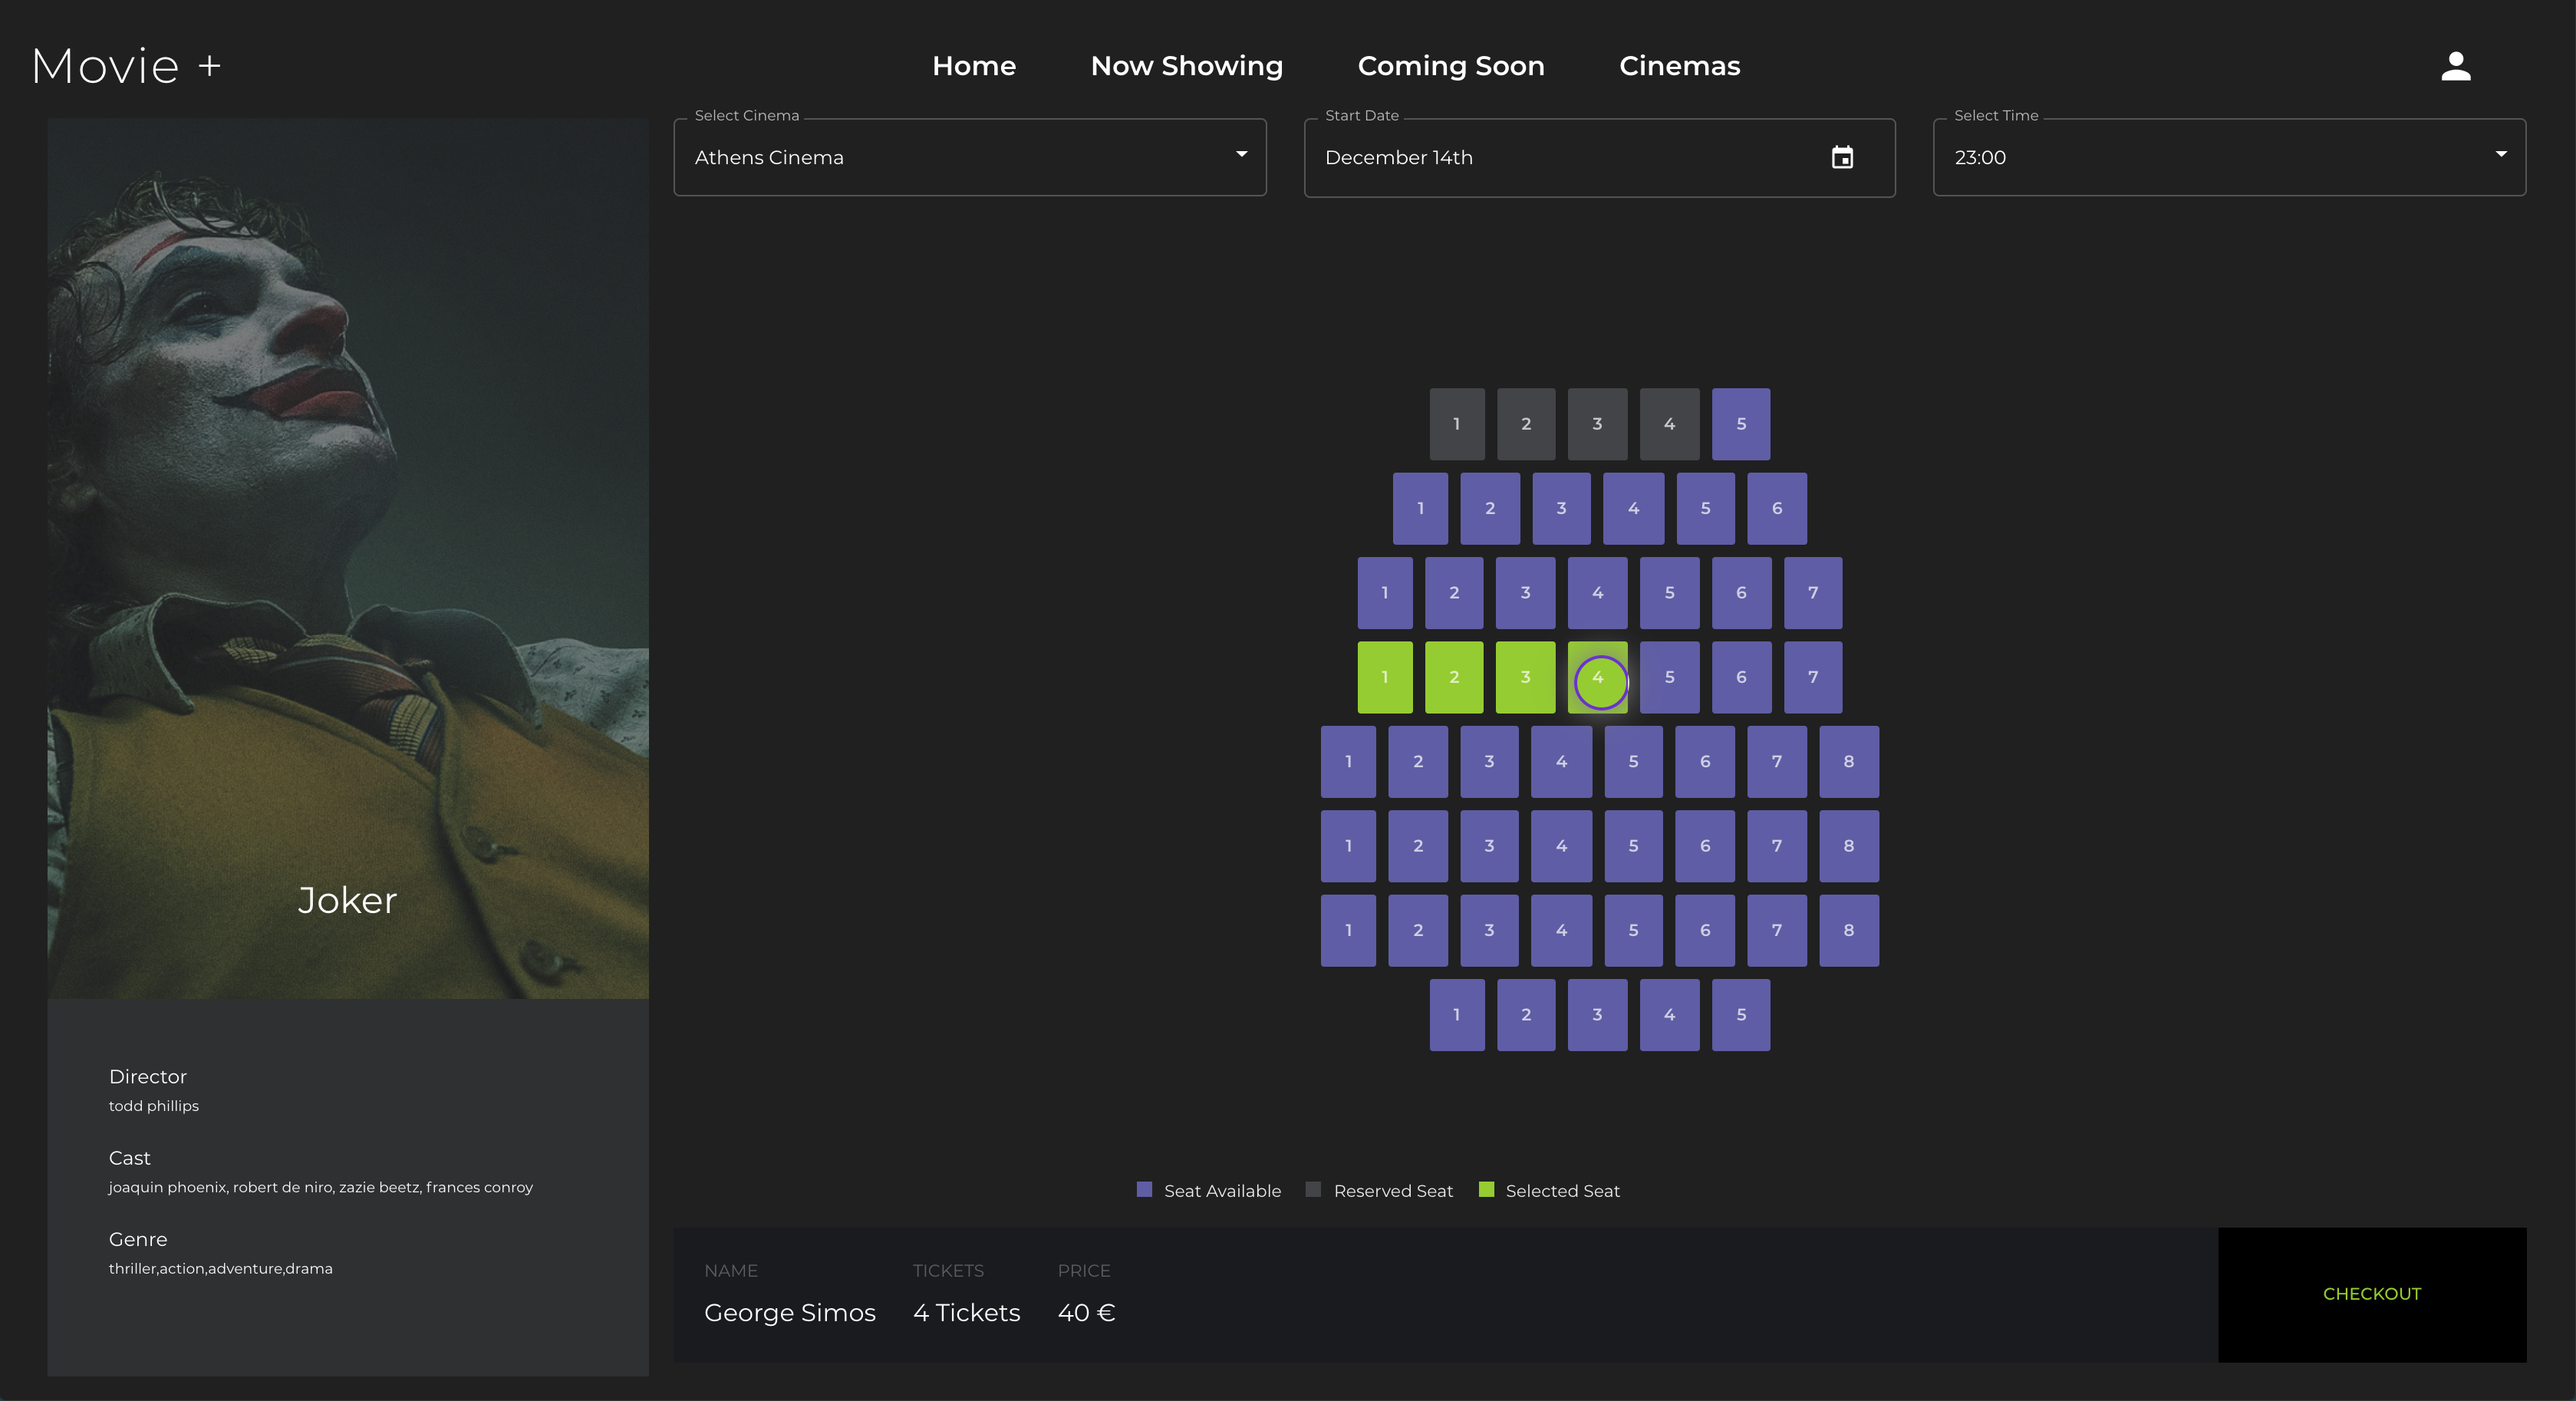 Movie +
Home Now Showing Coming Soon Cinemas
Select Cinema
Athens Cinema
Start Date
December 14th
Select Time
23:00
Joker
Director
todd phillips
Cast
joaquin phoenix, robert de niro, zazie beetz, frances conroy
Genre
thriller,action,adventure,drama
1 2 3 4 5
1 2 3 4 5 6
1 2 3 4 5 6 7
1 2 3 4 5 6 7
1 2 3 4 5 6 7 8
1 2 3 4 5 6 7 8
1 2 3 4 5 6 7 8
1 2 3 4 5
Seat Available Reserved Seat Selected Seat
NAME TICKETS PRICE
George Simos 4 Tickets 40 €
CHECKOUT